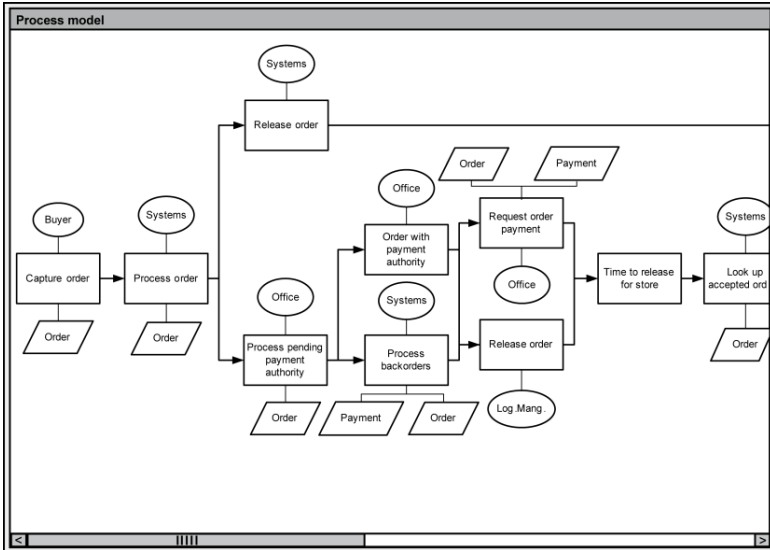 Process model
Systems
Release order
Order
Payment
Office
Buyer
Systems
Order with
payment
authority
Request order
payment
Systems
Capture order
Process order
Office
Systems
Office
Time to release
for store
Look up
accepted ord
Order
Order
Process pending
payment
authority
Process
backorders
Release order
Order
Order
Payment
Order
Log.Mang.
<
>